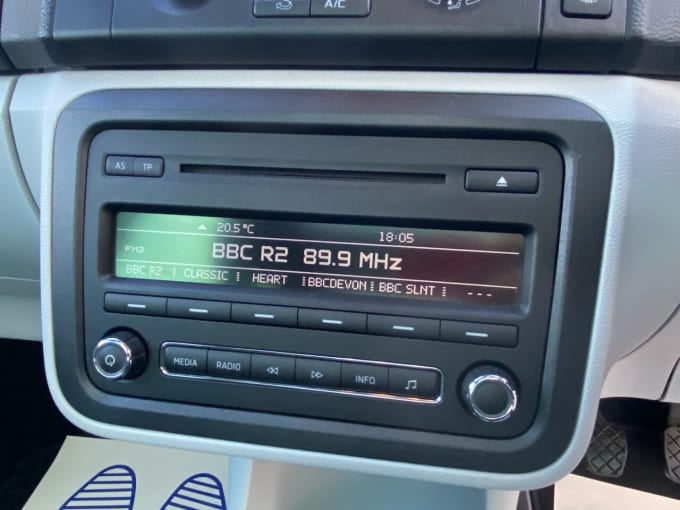 A/C
AS TP
20.5°C 18:05
FM3 BBC R2 89.9 MHz
BBC R2 | CLASSIC HEART BBCDEVON BBC SLNT ---
MEDIA RADIO INFO